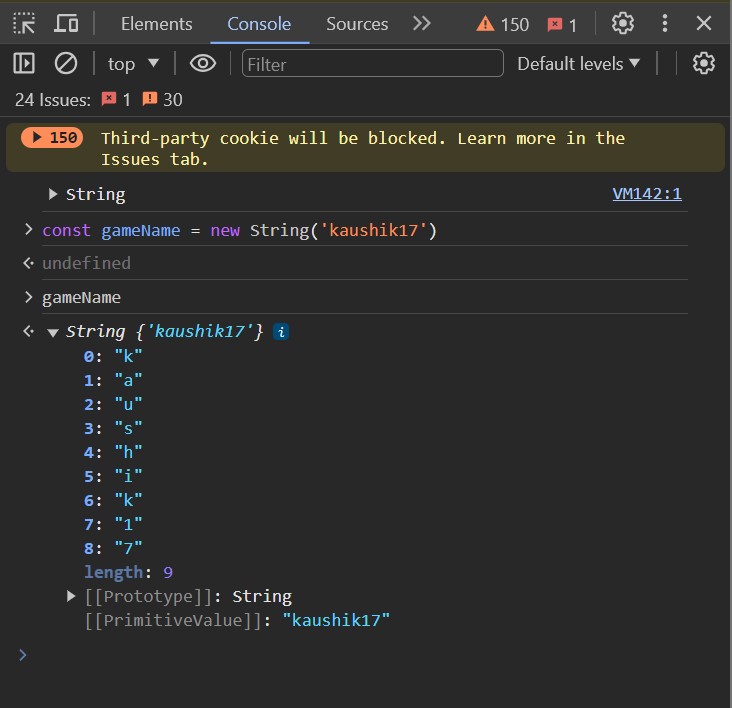 Elements Console Sources 150 1
top Filter Default levels
24 Issues: 1 30
150 Third-party cookie will be blocked. Learn more in the
Issues tab.
String VM142:1
> const gameName = new String('kaushik17')
undefined
> gameName
String {'kaushik17'} i
0: "k"
1: "a"
2: "u"
3: "s"
4: "h"
5: "i"
6: "k"
7: "1"
8: "7"
length: 9
[[Prototype]]: String
[[PrimitiveValue]]: "kaushik17"
>